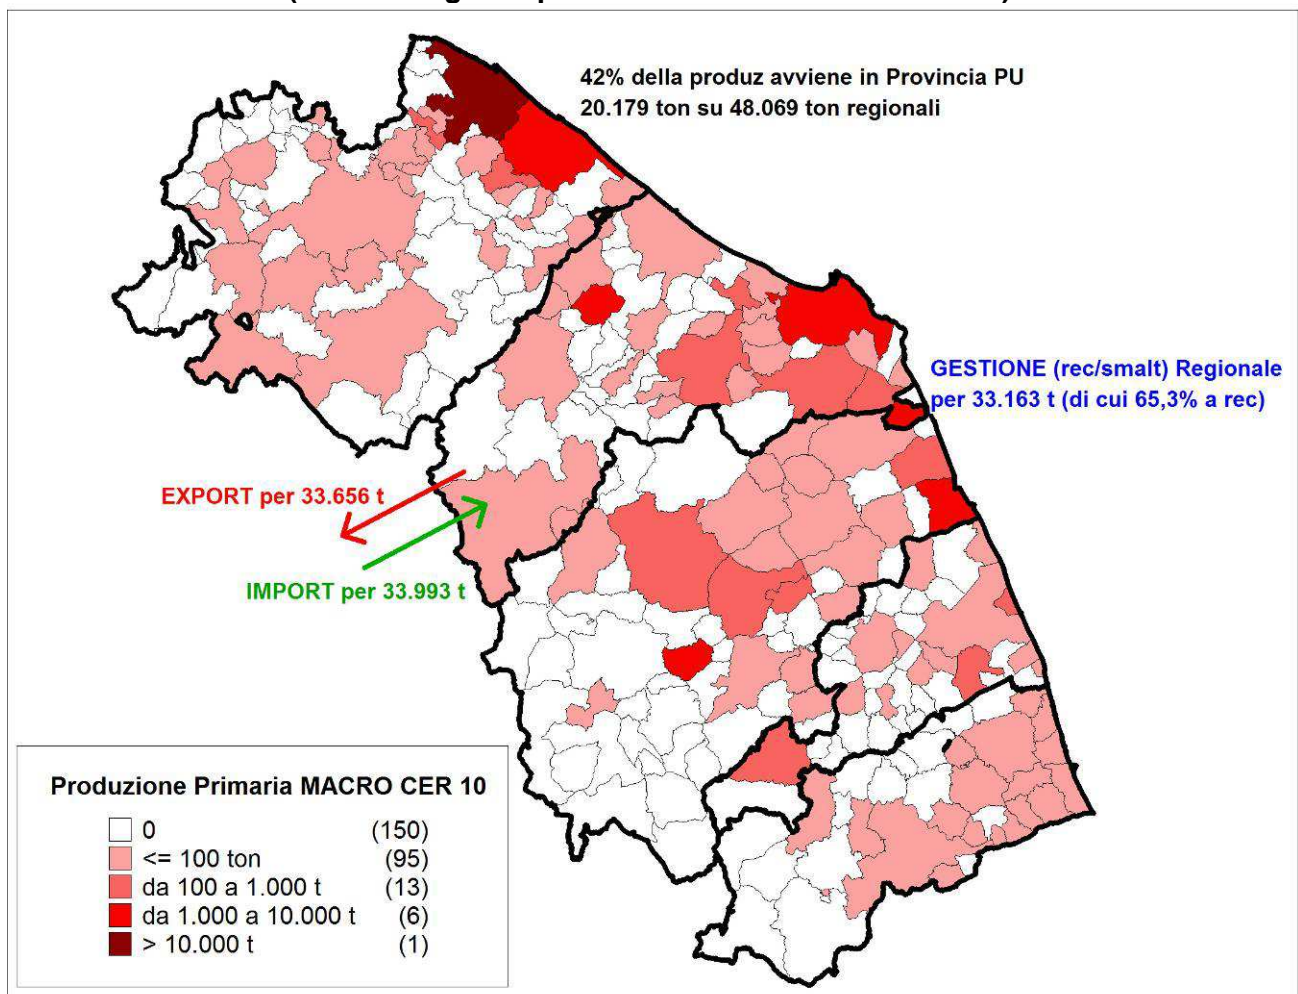 42% della produz avviene in Provincia PU
20.179 ton su 48.069 ton regionali
GESTIONE (rec/smalt) Regionale
per 33.163 t (di cui 65,3% a rec)
EXPORT per 33.656 t
IMPORT per 33.993 t
Produzione Primaria MACRO CER 10
0 (150)
<= 100 ton (95)
da 100 a 1.000 t (13)
da 1.000 a 10.000 t (6)
> 10.000 t (1)